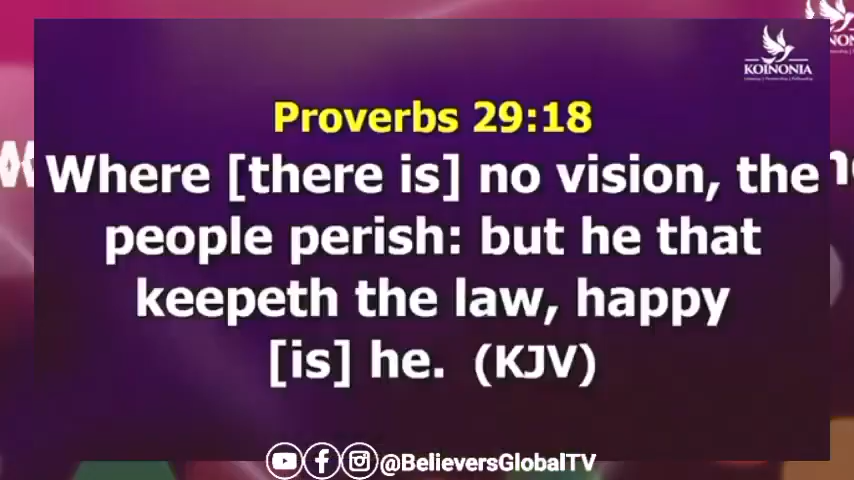 KOINONIA
Proverbs 29:18
Where [there is] no vision, the
people perish: but he that
keepeth the law, happy
[is] he. (KJV)
@BelieversGlobalTV